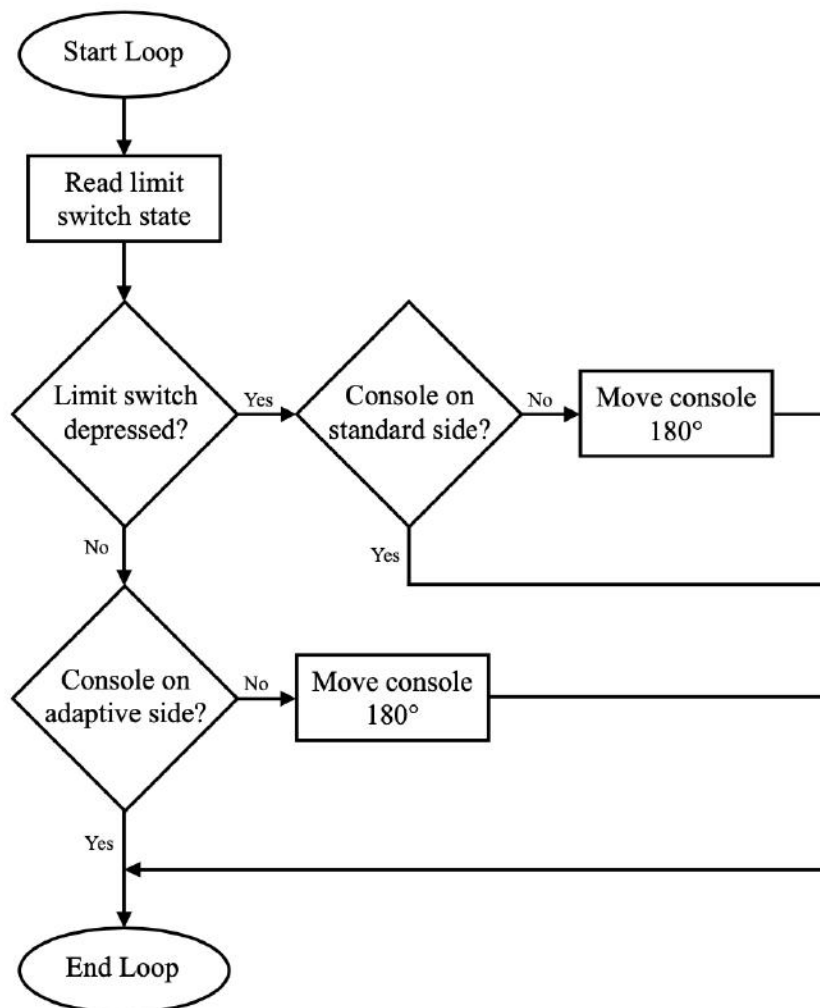 Start Loop
Read limit
switch state
Limit switch
depressed?
Yes
Console on
standard side?
No
Move console
180°
Yes
No
Console on
adaptive side?
No
Move console
180°
Yes
End Loop